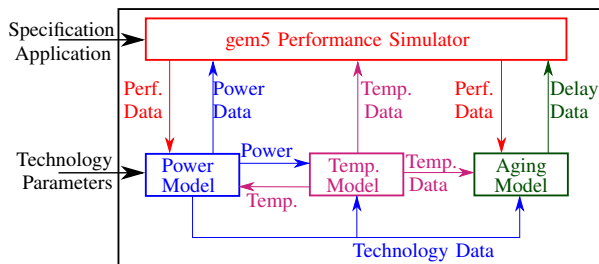 Specification
Application
gem5 Performance Simulator
Perf.
Data
Power
Data
Temp.
Data
Perf.
Data
Delay
Data
Technology
Parameters
Power
Model
Power
Temp.
Temp.
Model
Temp.
Data
Aging
Model
Technology Data